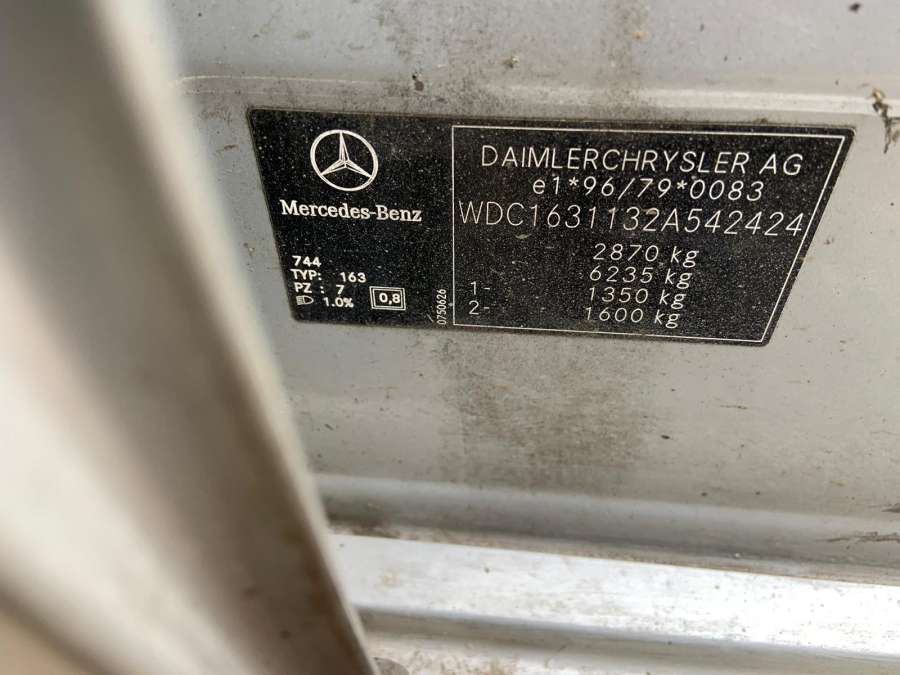 Mercedes-Benz
744
TYP: 163
PZ : 7
1.0% 0,8
0750626
DAIMLERCHRYSLER AG
e1*96/79*0083
WDC1631132A542424
2870 kg
6235 kg
1- 1350 kg
2- 1600 kg